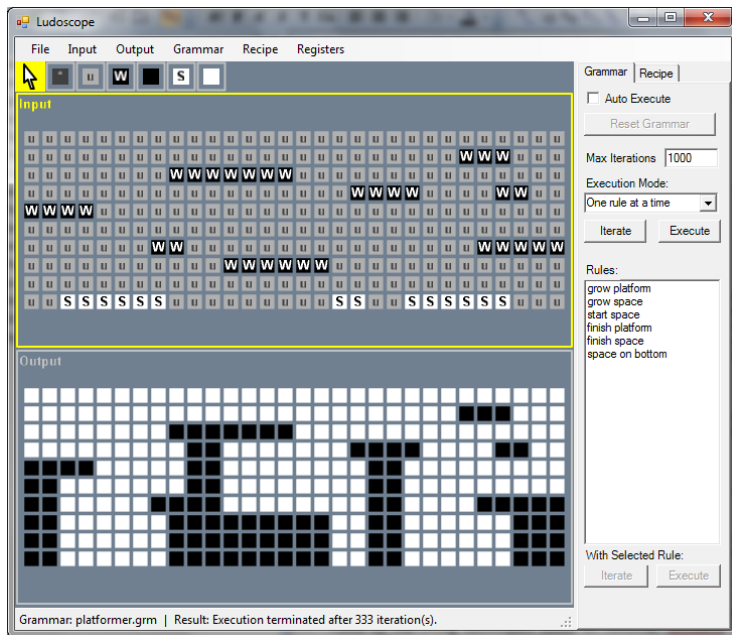 Ludoscope
File Input Output Grammar Recipe Registers
* u W S
Input
u u u u u u u u u u u u u u u u u u u u u u u u u u u u u u
u u u u u u u u u u u u u u u u u u u u u u u u W W W u u u
u u u u u u u u W W W W W W W u u u u u u u u u u u u u u u
u u u u u u u u u u u u u u u u u u W W W W u u u u W W u u
W W W W u u u u u u u u u u u u u u u u u u u u u u u u u u
u u u u u u u u u u u u u u u u u u u u u u u u u u u u u u
u u u u u u u W W u u u u u u u u u u u u u u u u W W W W W
u u u u u u u u u u u W W W W W W u u u u u u u u u u u u u
u u u u u u u u u u u u u u u u u u u u u u u u u u u u u u
u u S S S S S S u u u u u u u u u S S u u S S S S S S u u u
Output
Grammar Recipe
Auto Execute
Reset Grammar
Max Iterations 1000
Execution Mode:
One rule at a time
Iterate Execute
Rules:
grow platform
grow space
start space
finish platform
finish space
space on bottom
With Selected Rule:
Iterate Execute
Grammar: platformer.grm | Result: Execution terminated after 333 iteration(s).